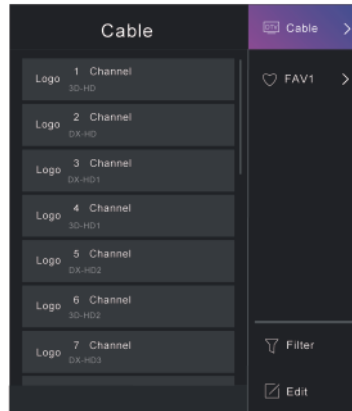 Cable
Logo 1 Channel
3D-HD
Logo 2 Channel
DX-HD
Logo 3 Channel
DX-HD1
Logo 4 Channel
3D-HD1
Logo 5 Channel
DX-HD2
Logo 6 Channel
3D-HD2
Logo 7 Channel
DX-HD3
DTV Cable
FAV1
Filter
Edit